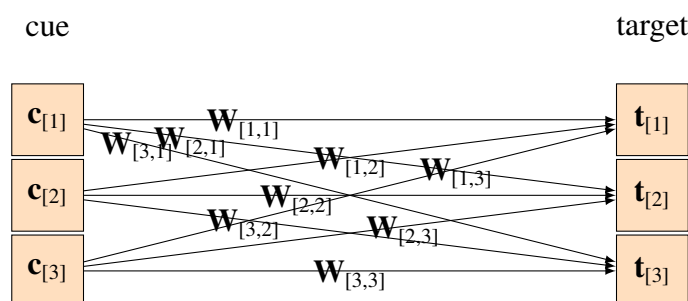 cue target
c[1] W[1,1] t[1]
W[3,1] W[2,1]
W[1,2] W[1,3]
c[2] W[2,2] t[2]
W[3,2] W[2,3]
c[3] W[3,3] t[3]